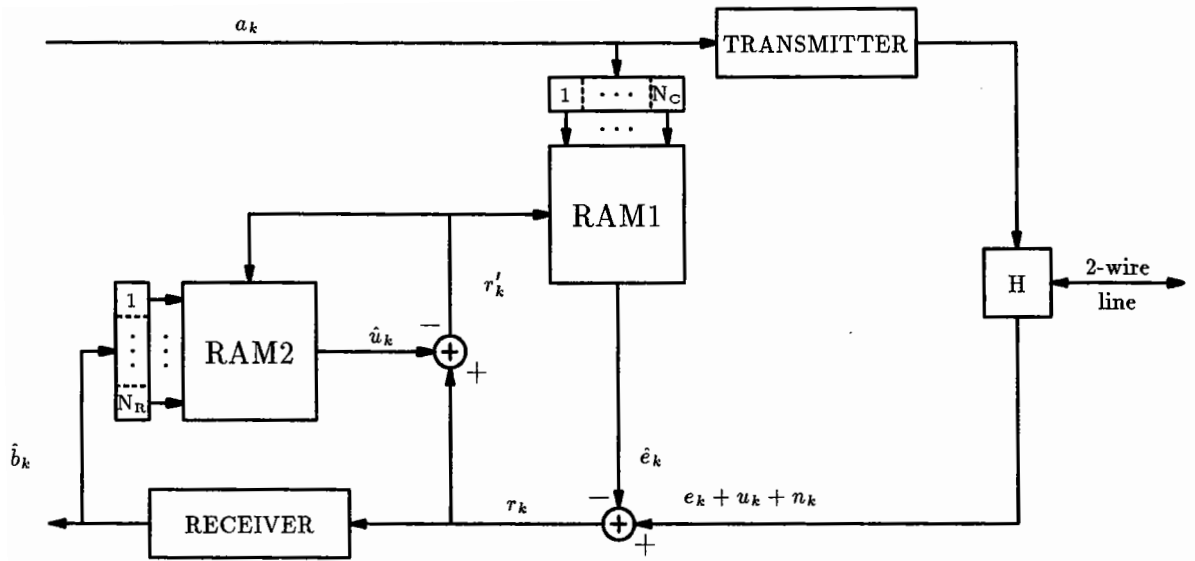 a_k
TRANSMITTER
1 ... N_C
...
RAM1
r'_k
H
2-wire
line
1
N_R
RAM2
û_k
−
+
+
b̂_k
ê_k
RECEIVER
r_k
−
+
+
e_k + u_k + n_k